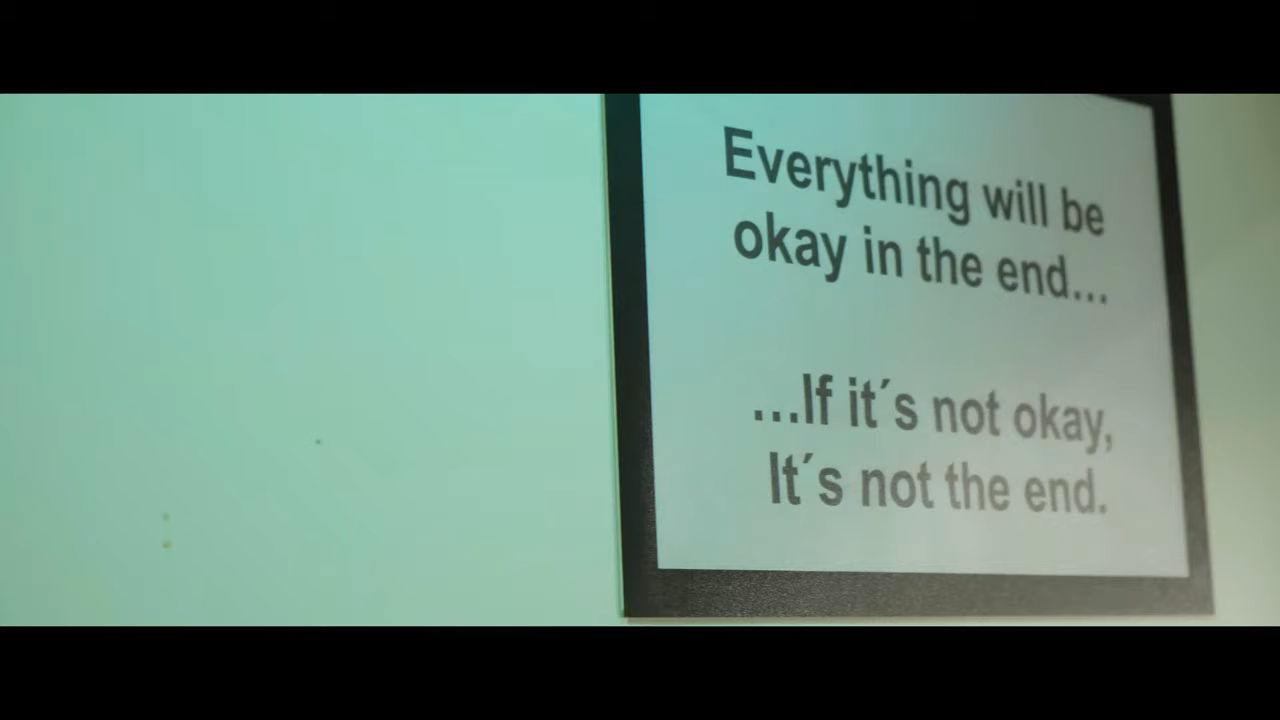 Everything will be
okay in the end...
...If it´s not okay,
It´s not the end.